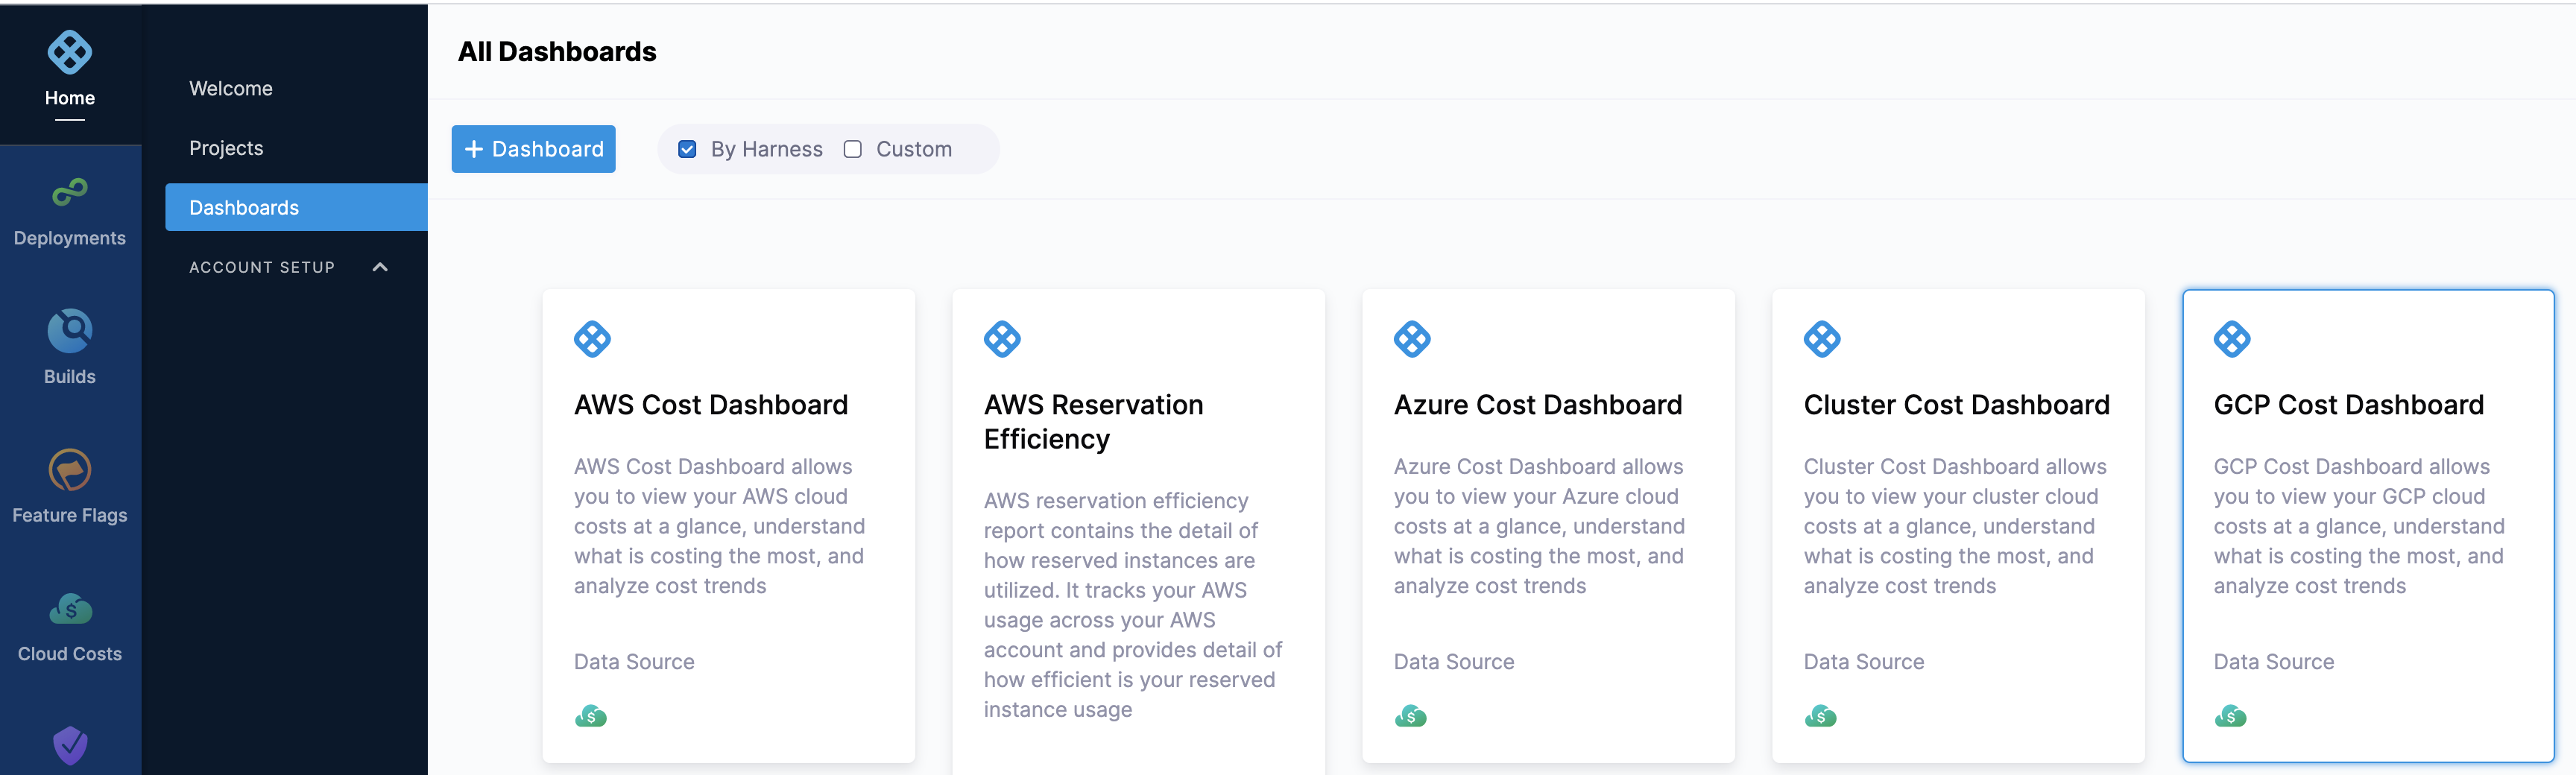 Home
Deployments
Builds
Feature Flags
Cloud Costs
Welcome
Projects
Dashboards
ACCOUNT SETUP
All Dashboards
+ Dashboard
By Harness
Custom
AWS Cost Dashboard
AWS Cost Dashboard allows
you to view your AWS cloud
costs at a glance, understand
what is costing the most, and
analyze cost trends
Data Source
$
AWS Reservation
Efficiency
AWS reservation efficiency
report contains the detail of
how reserved instances are
utilized. It tracks your AWS
usage across your AWS
account and provides detail of
how efficient is your reserved
instance usage
Azure Cost Dashboard
Azure Cost Dashboard allows
you to view your Azure cloud
costs at a glance, understand
what is costing the most, and
analyze cost trends
Data Source
$
Cluster Cost Dashboard
Cluster Cost Dashboard allows
you to view your cluster cloud
costs at a glance, understand
what is costing the most, and
analyze cost trends
Data Source
$
GCP Cost Dashboard
GCP Cost Dashboard allows
you to view your GCP cloud
costs at a glance, understand
what is costing the most, and
analyze cost trends
Data Source
$